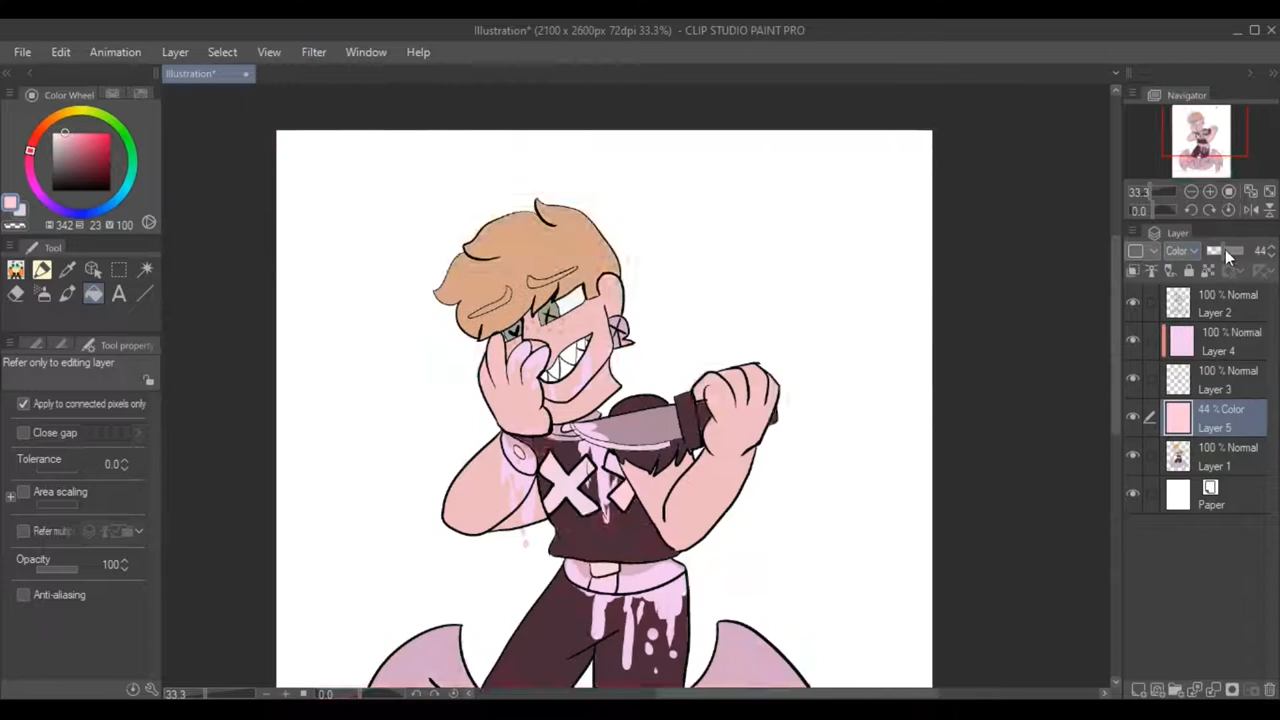 Illustration* (2100 x 2600px 72dpi 33.3%) - CLIP STUDIO PAINT PRO
File Edit Animation Layer Select View Filter Window Help
Illustration*
Color Wheel
342 S 23 V 100
Tool
Tool property
Refer only to editing layer
Apply to connected pixels only
Close gap
Tolerance 0.0
Area scaling
Refer multip
Opacity 100
Anti-aliasing
33.3 0.0
Navigator
33.3
0.0
Layer
Color 44
100 % Normal
Layer 2
100 % Normal
Layer 4
100 % Normal
Layer 3
44 % Color
Layer 5
100 % Normal
Layer 1
Paper